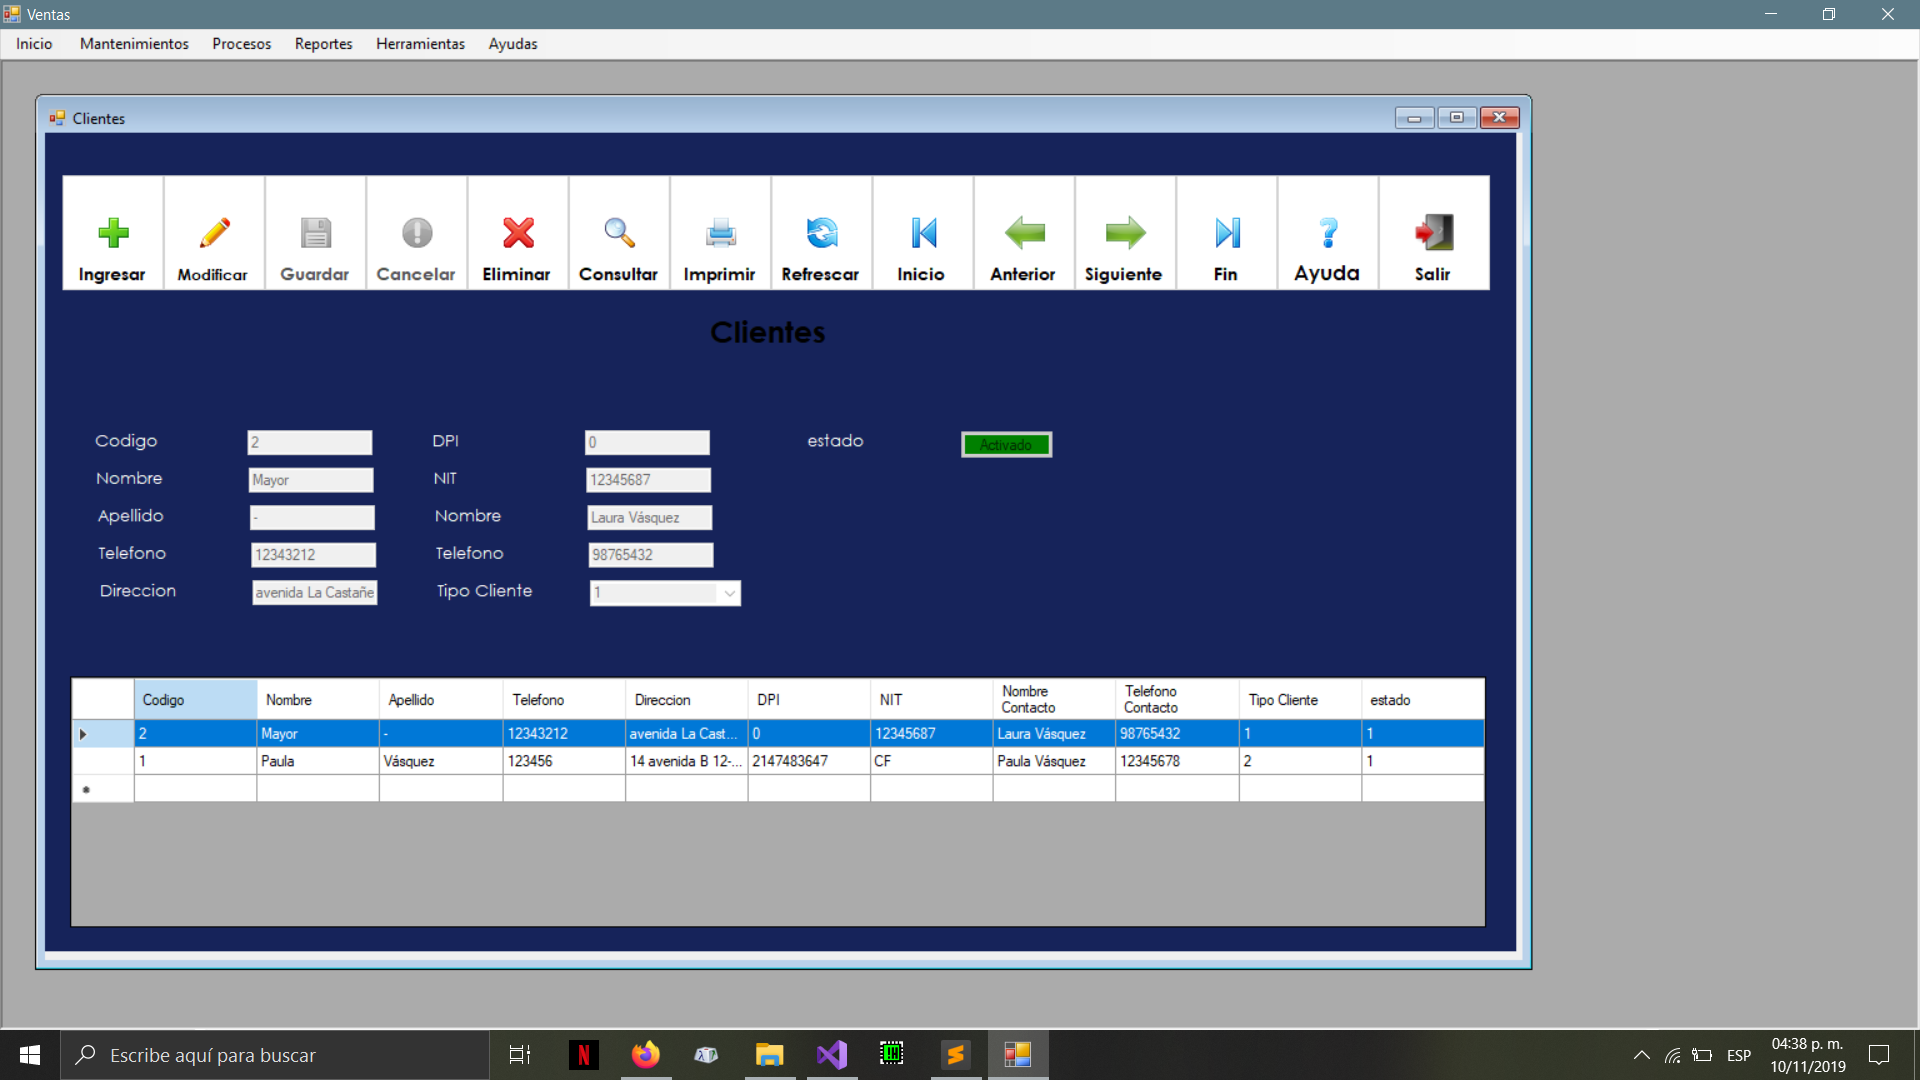 Ventas
Inicio Mantenimientos Procesos Reportes Herramientas Ayudas
Clientes
Ingresar Modificar Guardar Cancelar Eliminar Consultar Imprimir Refrescar Inicio Anterior Siguiente Fin Ayuda Salir
Clientes
Codigo 2 DPI 0 estado Activado
Nombre Mayor NIT 12345687
Apellido - Nombre Laura Vásquez
Telefono 12343212 Telefono 98765432
Direccion avenida La Castañe Tipo Cliente 1
Codigo Nombre Apellido Telefono Direccion DPI NIT Nombre Contacto Telefono Contacto Tipo Cliente estado
2 Mayor - 12343212 avenida La Cast... 0 12345687 Laura Vásquez 98765432 1 1
1 Paula Vásquez 123456 14 avenida B 12-... 2147483647 CF Paula Vásquez 12345678 2 1
Escribe aquí para buscar
ESP
04:38 p. m.
10/11/2019